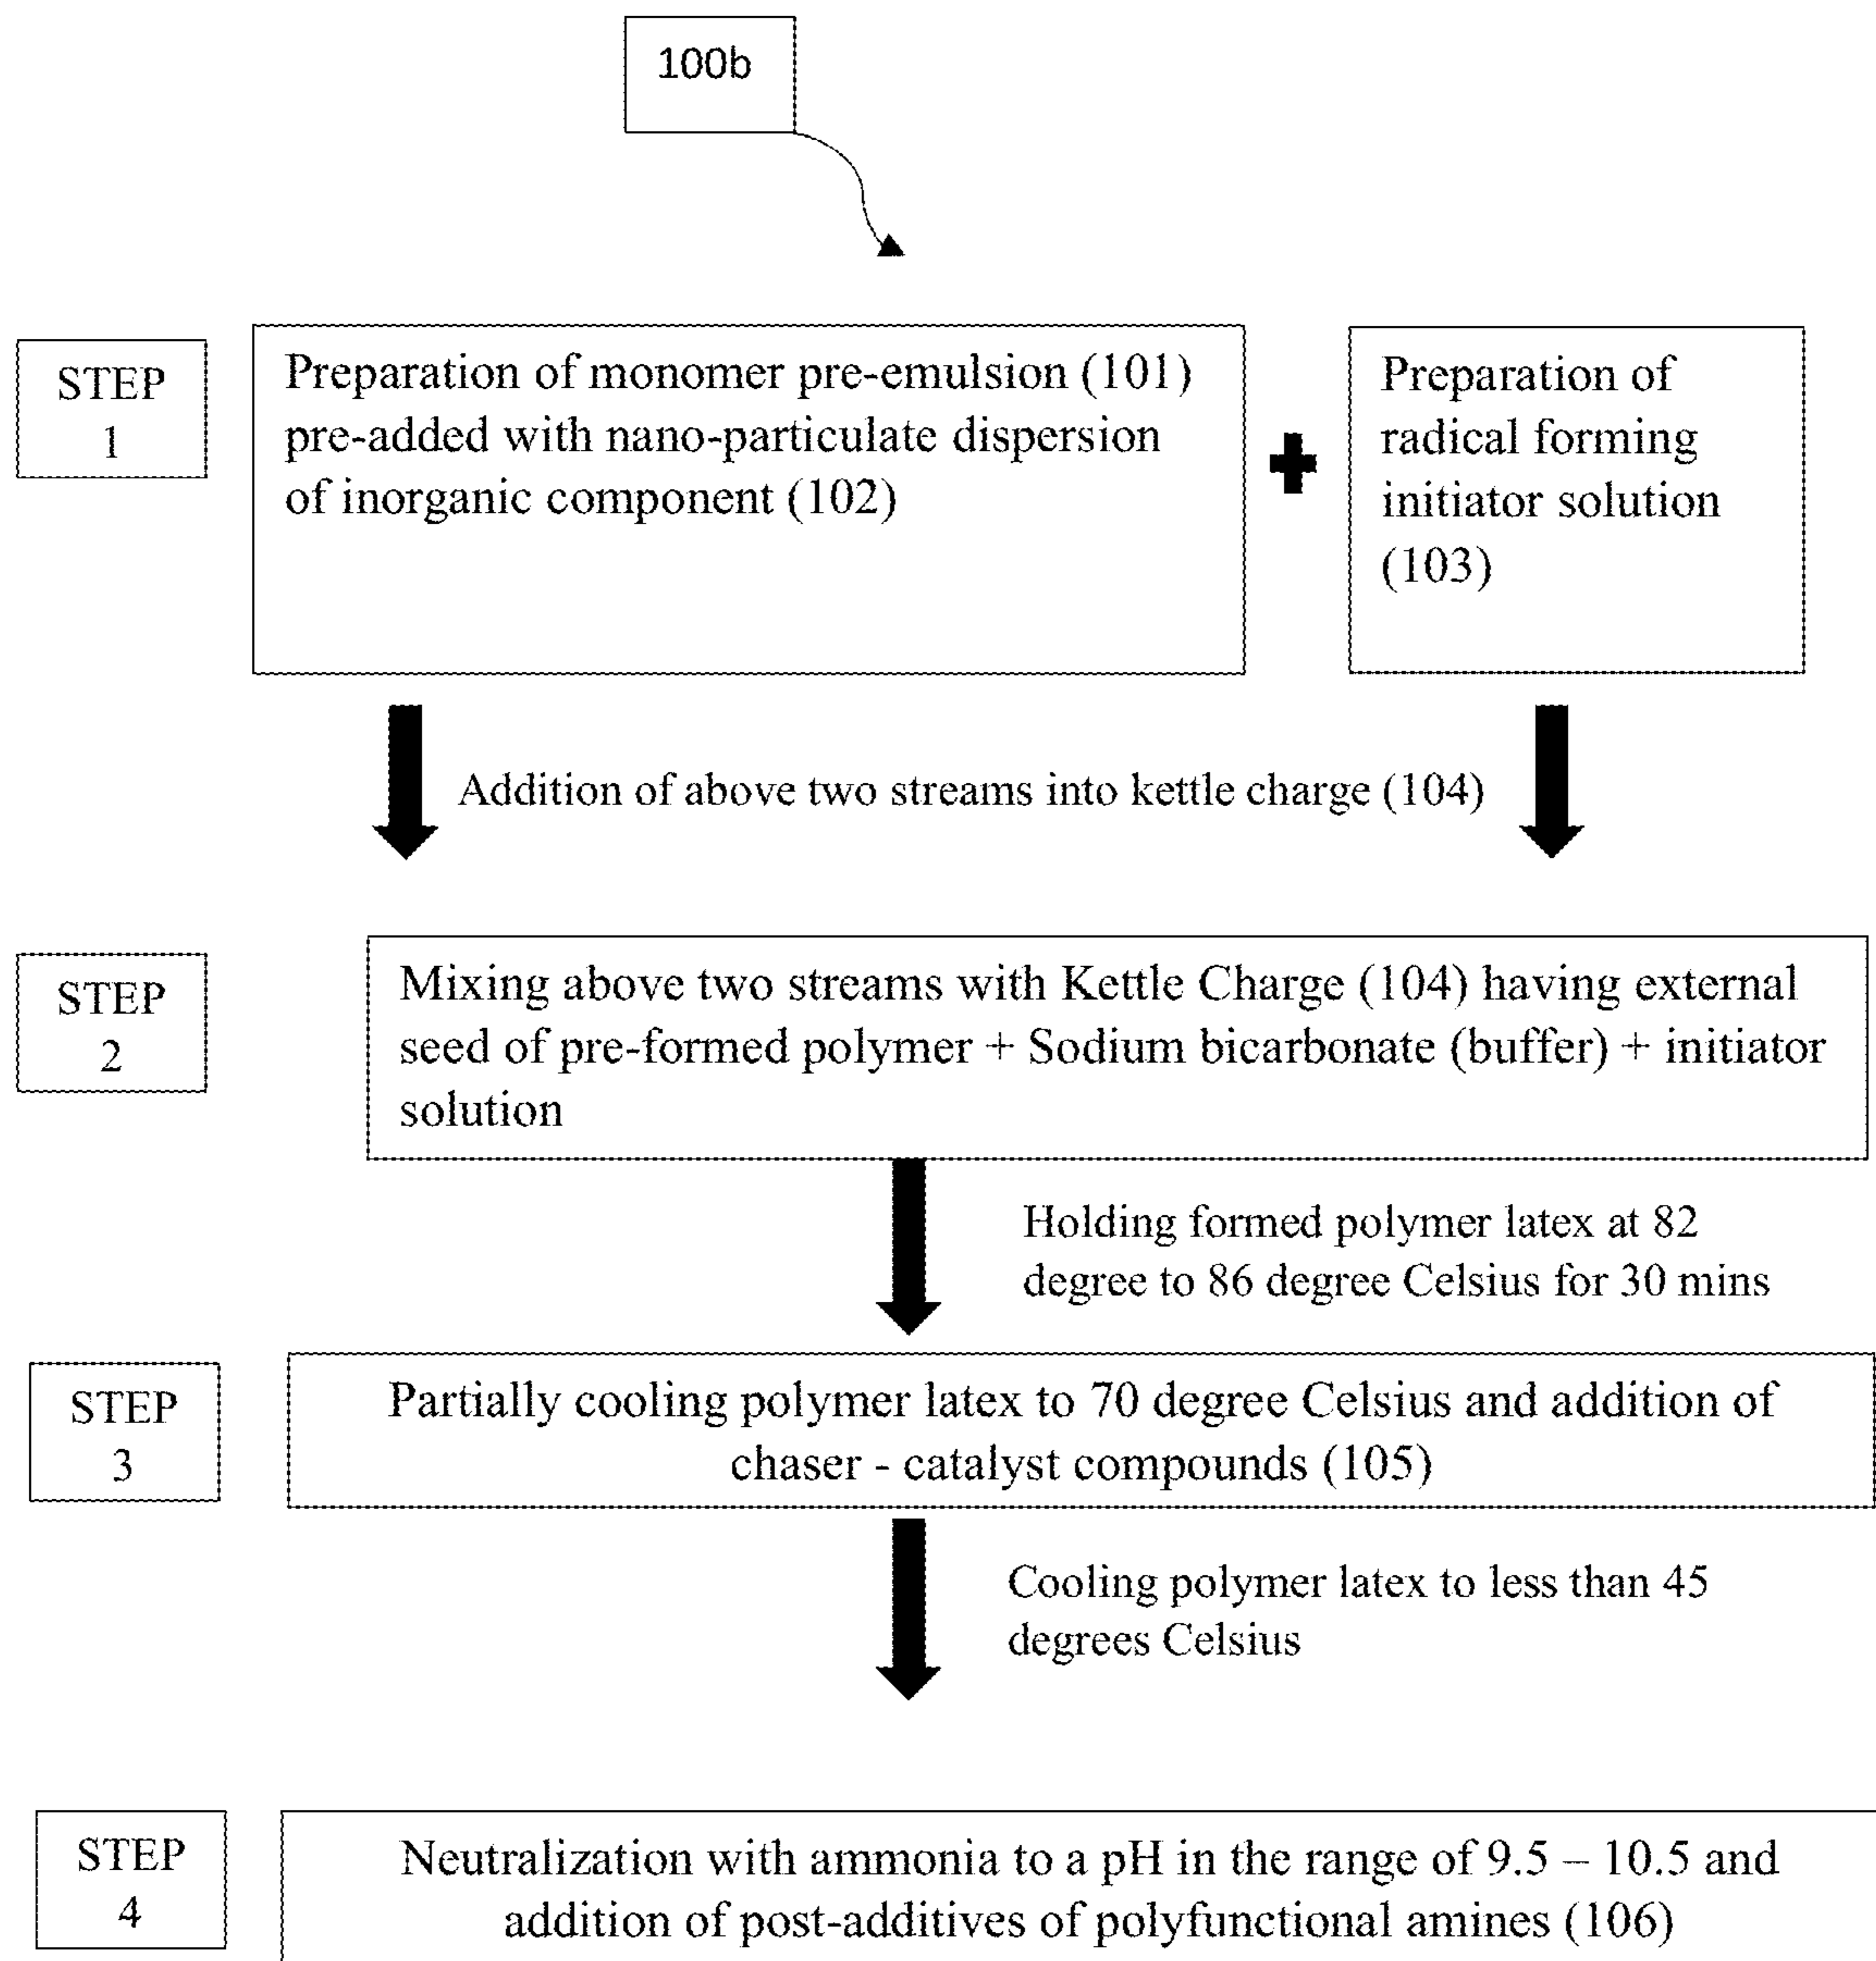 100b
STEP
1
Preparation of monomer pre-emulsion (101)
pre-added with nano-particulate dispersion
of inorganic component (102)
+
Preparation of
radical forming
initiator solution
(103)
Addition of above two streams into kettle charge (104)
STEP
2
Mixing above two streams with Kettle Charge (104) having external
seed of pre-formed polymer + Sodium bicarbonate (buffer) + initiator
solution
Holding formed polymer latex at 82
degree to 86 degree Celsius for 30 mins
STEP
3
Partially cooling polymer latex to 70 degree Celsius and addition of
chaser - catalyst compounds (105)
Cooling polymer latex to less than 45
degrees Celsius
STEP
4
Neutralization with ammonia to a pH in the range of 9.5 – 10.5 and
addition of post-additives of polyfunctional amines (106)